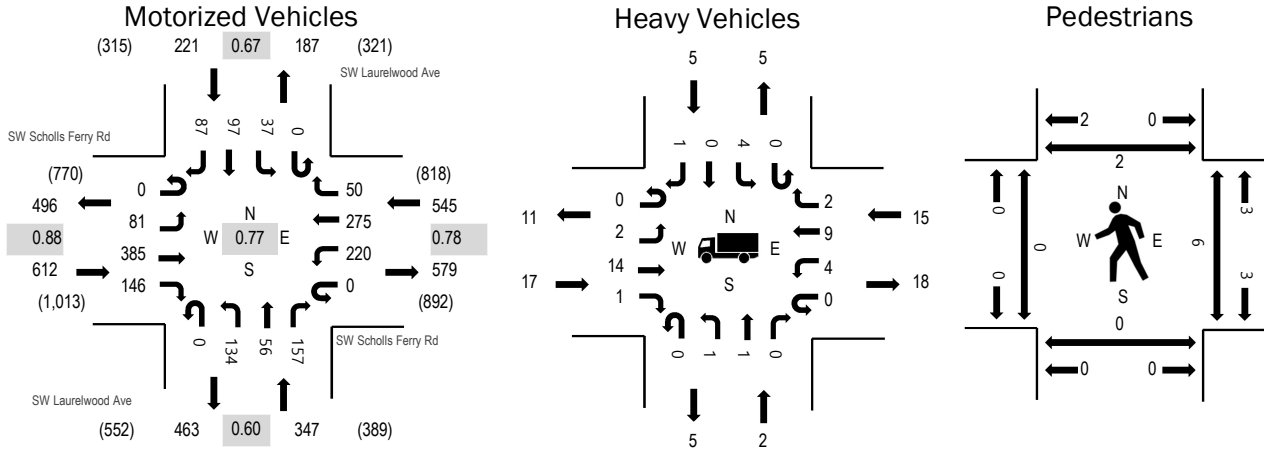 Motorized Vehicles
(315) 221 0.67 187 (321)
SW Laurelwood Ave
SW Scholls Ferry Rd
87 97 37 0
(770) 0 50 (818)
496 81 275 545
N
0.88 W 0.77 E 0.78
S
612 385 220 579
(1,013) 146 0 (892)
0 134 56 157
SW Scholls Ferry Rd
SW Laurelwood Ave
(552) 463 0.60 347 (389)
Heavy Vehicles
5 5
1 0 4 0
0 2
11 2 9 15
N
W E
S
17 14 4 18
1 0
0 1 1 0
5 2
Pedestrians
2 0
2
0 3
N
0 W E 6
S
0 3
0
0 0